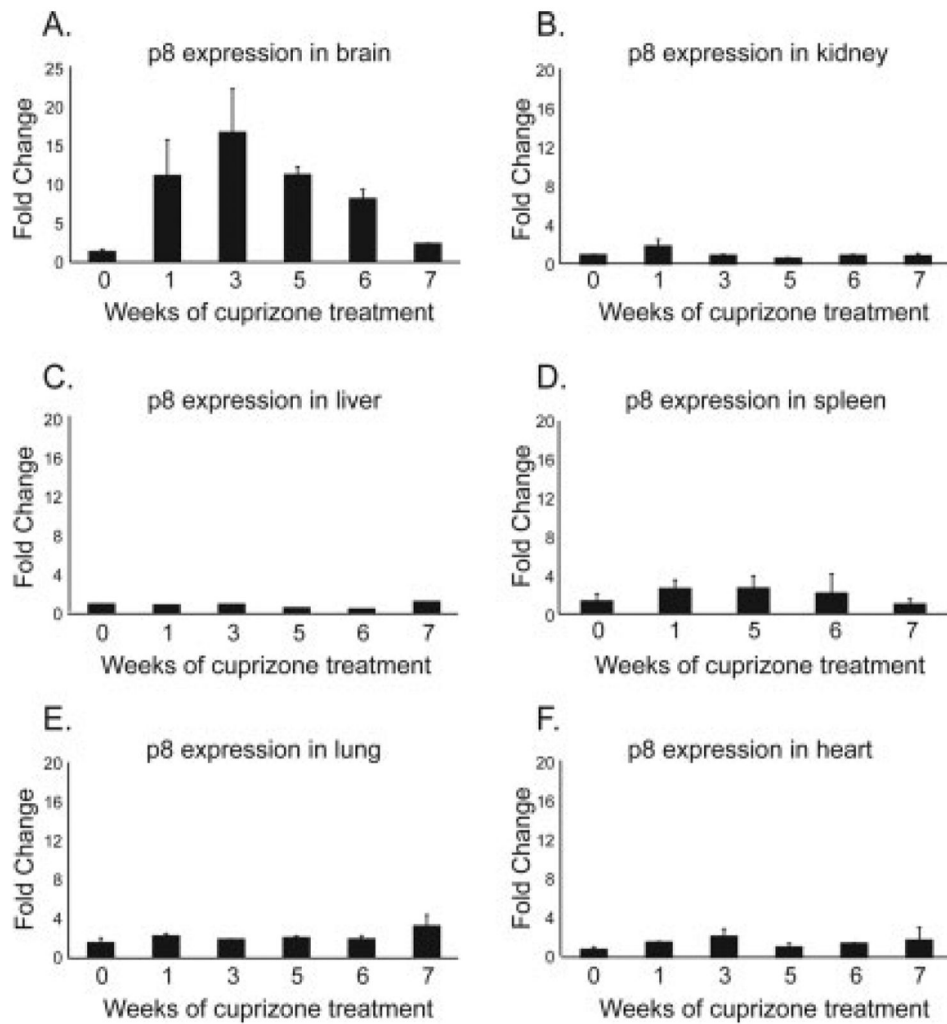 A.
p8 expression in brain
Fold Change
25
20
15
10
5
0
0 1 3 5 6 7
Weeks of cuprizone treatment
B.
p8 expression in kidney
Fold Change
20
16
12
8
4
0
0 1 3 5 6 7
Weeks of cuprizone treatment
C.
p8 expression in liver
Fold Change
20
16
12
8
4
0
0 1 3 5 6 7
Weeks of cuprizone treatment
D.
p8 expression in spleen
Fold Change
20
16
12
8
4
0
0 1 5 6 7
Weeks of cuprizone treatment
E.
p8 expression in lung
Fold Change
20
16
12
8
4
0
0 1 3 5 6 7
Weeks of cuprizone treatment
F.
p8 expression in heart
Fold Change
20
16
12
8
4
0
0 1 3 5 6 7
Weeks of cuprizone treatment